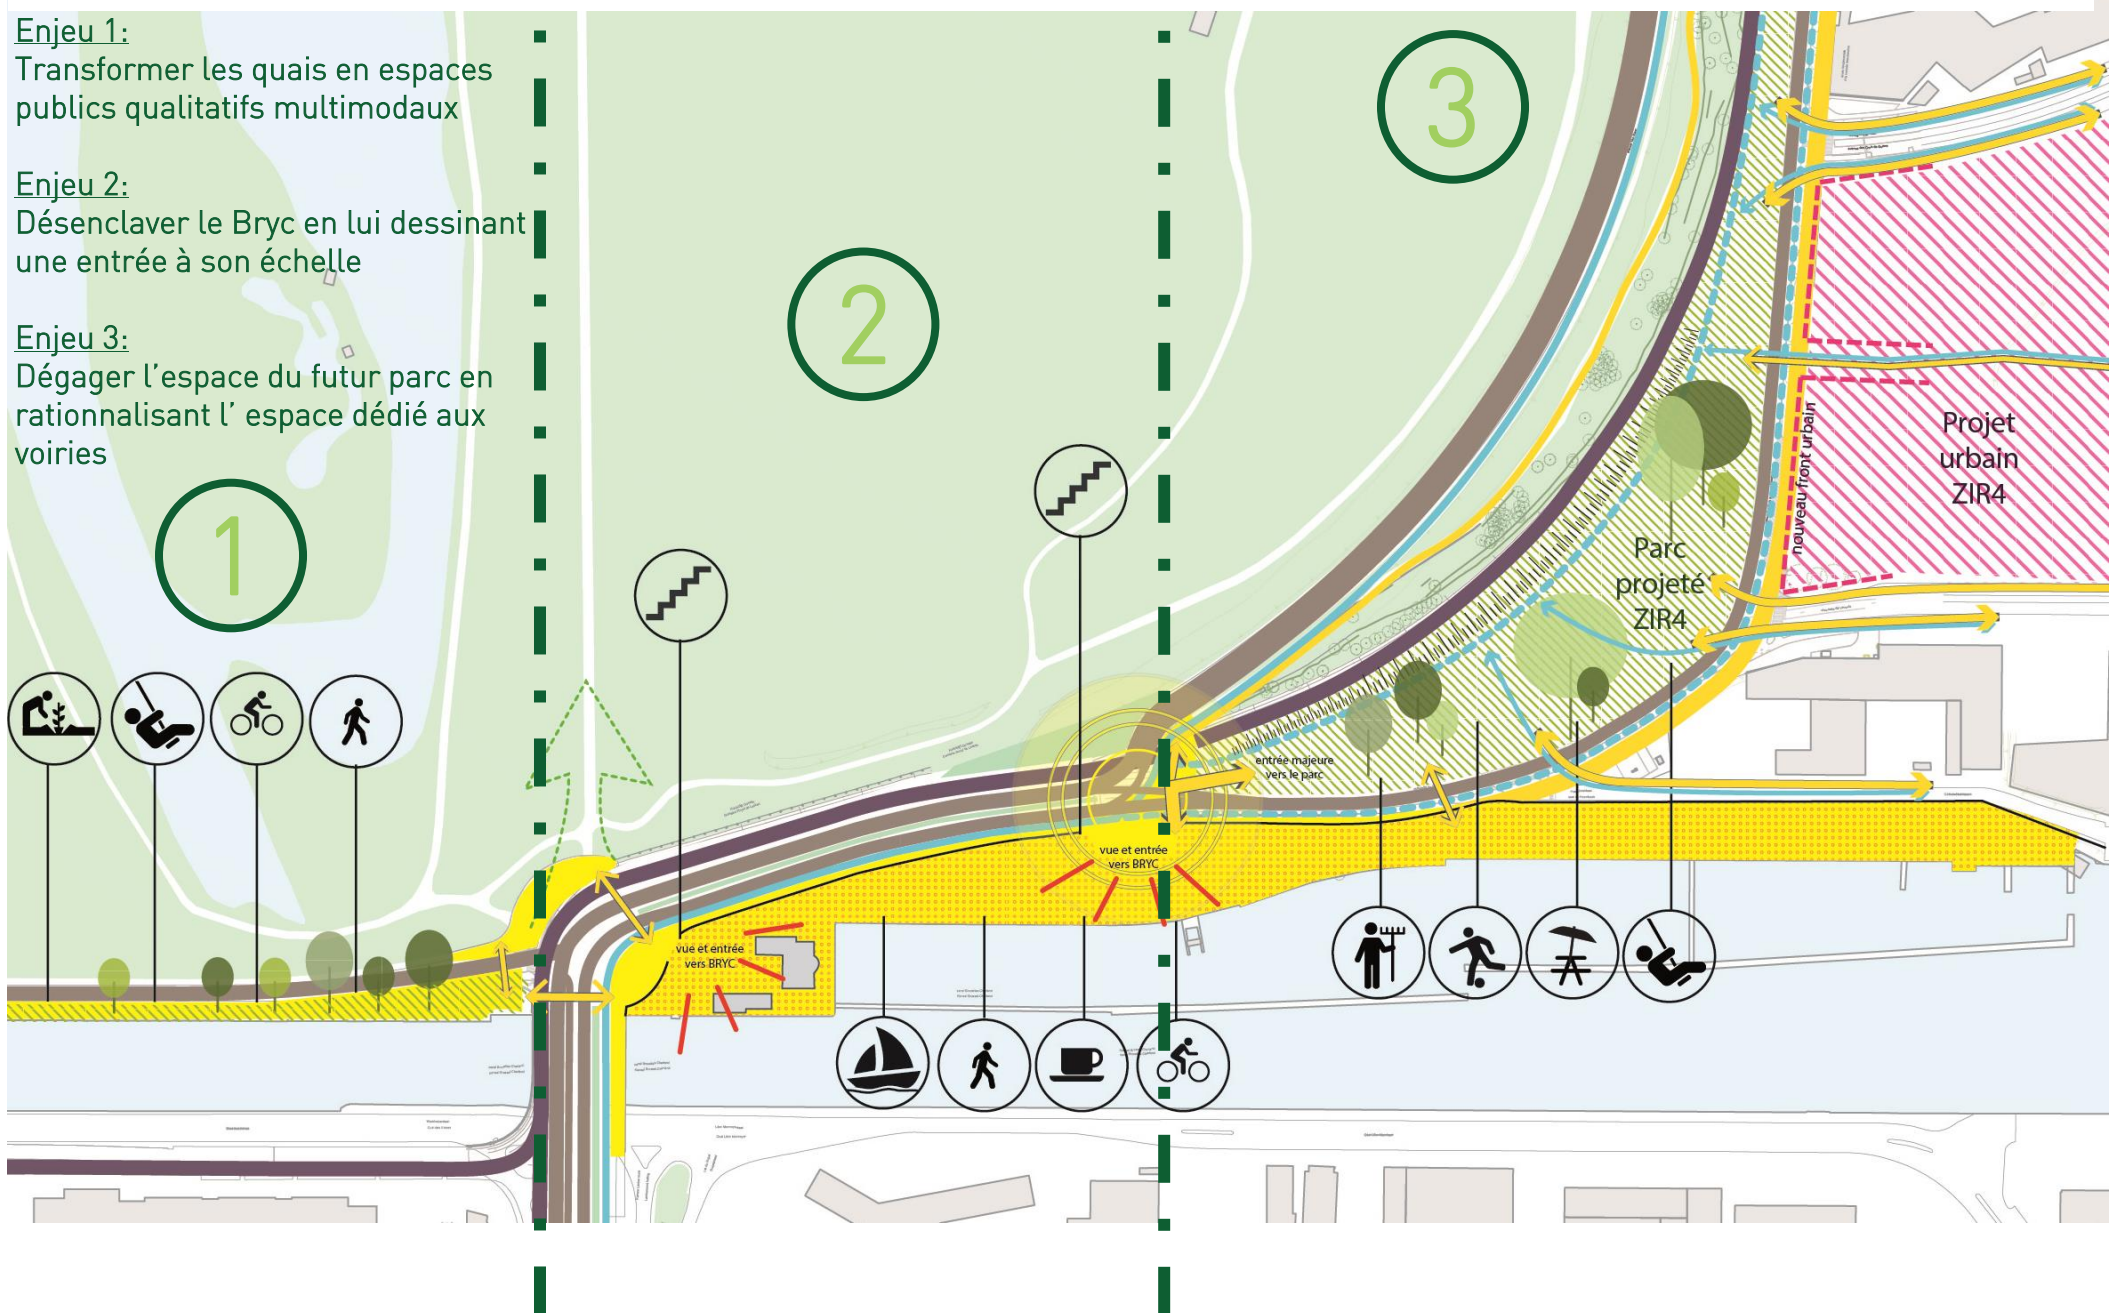 Enjeu 1:
Transformer les quais en espaces
publics qualitatifs multimodaux
Enjeu 2:
Désenclaver le Bryc en lui dessinant
une entrée à son échelle
Enjeu 3:
Dégager l'espace du futur parc en
rationnalisant l' espace dédié aux
voiries
1
2
3
Projet
urbain
ZIR4
nouveau front urbain
Parc
projeté
ZIR4
entrée majeure
vers le parc
vue et entrée
vers BRYC
vue et entrée
vers BRYC